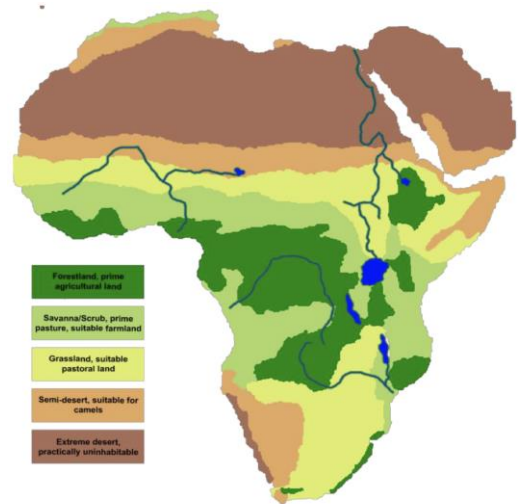 Forestland, prime
agricultural land
Savanna/Scrub, prime
pasture, suitable farmland
Grassland, suitable
pastoral land
Semi-desert, suitable for
camels
Extreme desert,
practically uninhabitable